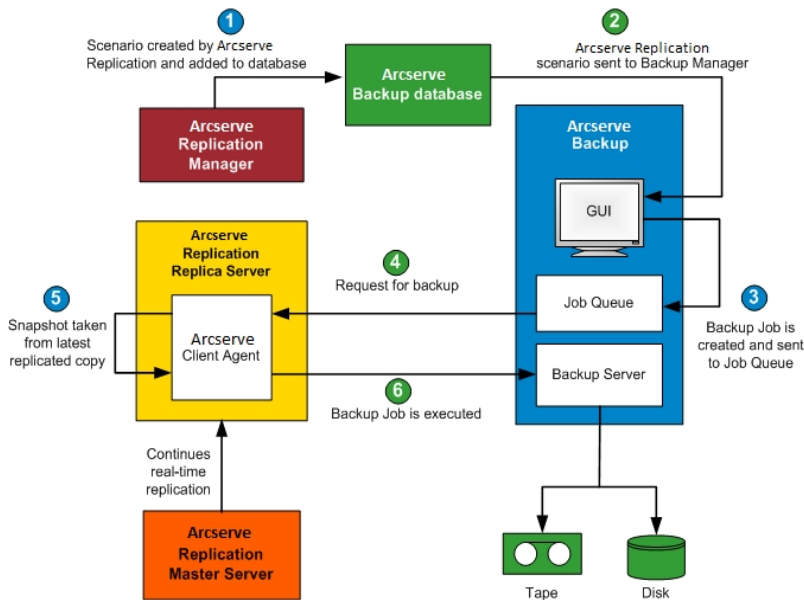 1
Scenario created by Arcserve
Replication and added to database
2
Arcserve Replication
scenario sent to Backup Manager
Arcserve
Backup database
Arcserve
Replication
Manager
Arcserve
Backup
GUI
Arcserve
Replication
Replica Server
4
Request for backup
Job Queue
3
Backup Job is
created and sent
to Job Queue
5
Snapshot taken
from latest
replicated copy
Arcserve
Client Agent
Backup Server
6
Backup Job is executed
Continues
real-time
replication
Arcserve
Replication
Master Server
Tape
Disk